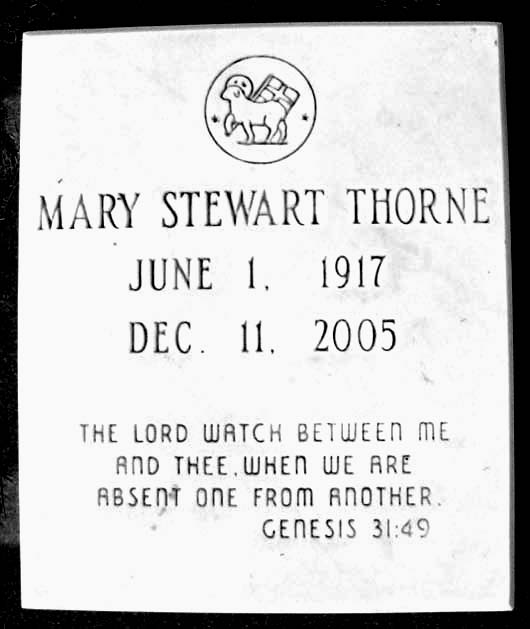 MARY STEWART THORNE
JUNE 1, 1917
DEC. 11, 2005
THE LORD WATCH BETWEEN ME
AND THEE, WHEN WE ARE
ABSENT ONE FROM ANOTHER.
GENESIS 31:49